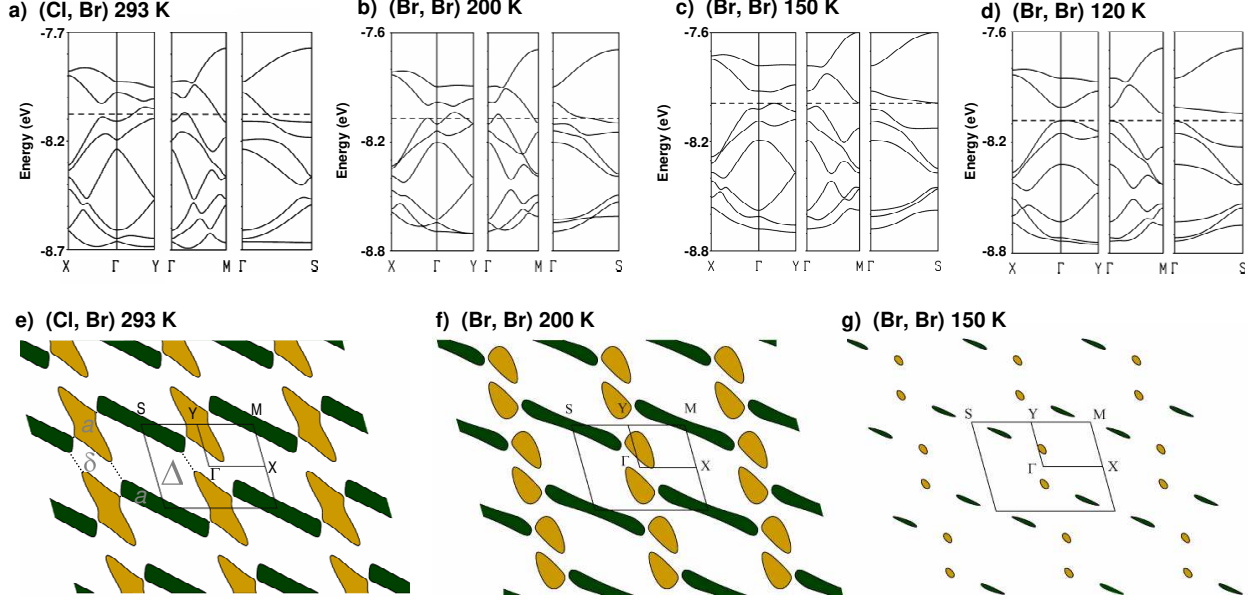 a) (Cl, Br) 293 K
b) (Br, Br) 200 K
c) (Br, Br) 150 K
d) (Br, Br) 120 K
Energy (eV)
-7.7
-8.2
-8.7
X Γ Y Γ M Γ S
Energy (eV)
-7.6
-8.2
-8.8
X Γ Y Γ M Γ S
Energy (eV)
-7.6
-8.2
-8.8
X Γ Y Γ M Γ S
Energy (eV)
-7.6
-8.2
-8.8
X Γ Y Γ M Γ S
e) (Cl, Br) 293 K
f) (Br, Br) 200 K
g) (Br, Br) 150 K
S Y M
a
δ Δ Γ X
a
S Y M
Γ X
S Y M
Γ X